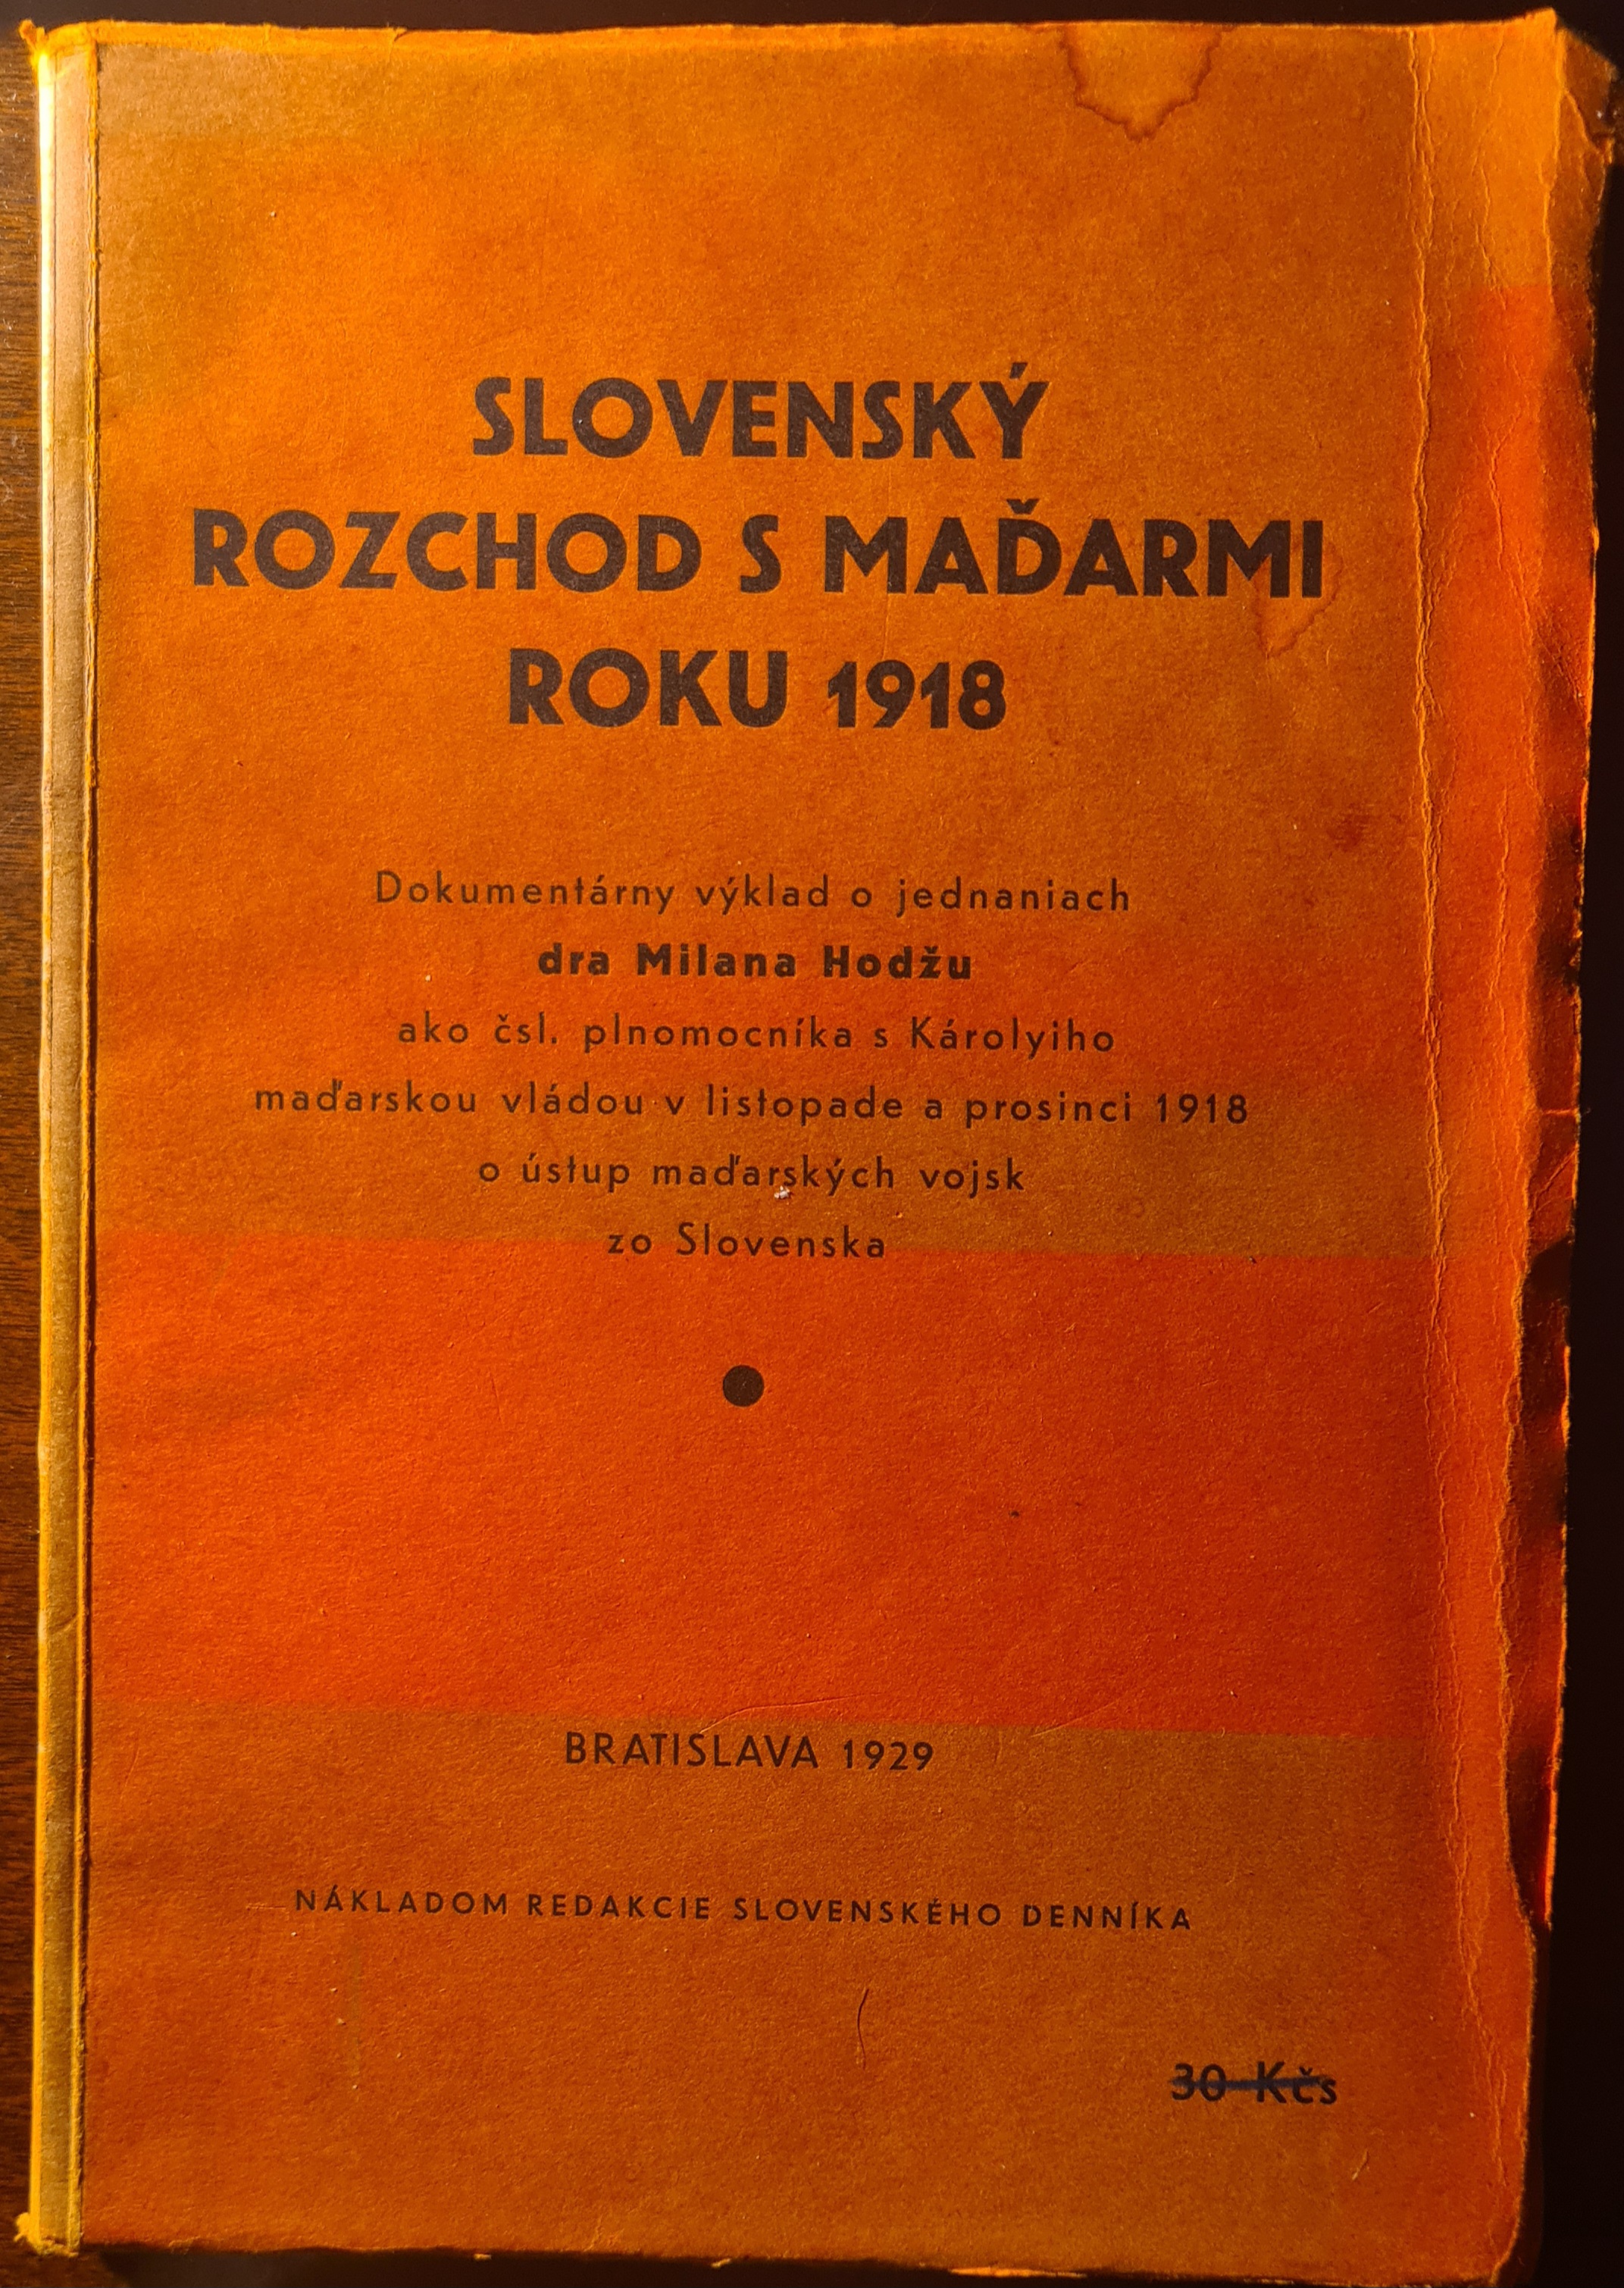 SLOVENSKÝ
ROZCHOD S MAĎARMI
ROKU 1918
Dokumentárny výklad o jednaniach
dra Milana Hodžu
ako čsl. plnomocníka s Károlyiho
maďarskou vládou v listopade a prosinci 1918
o ústup maďarských vojsk
zo Slovenska
BRATISLAVA 1929
NÁKLADOM REDAKCIE SLOVENSKÉHO DENNÍKA
30 Kčs